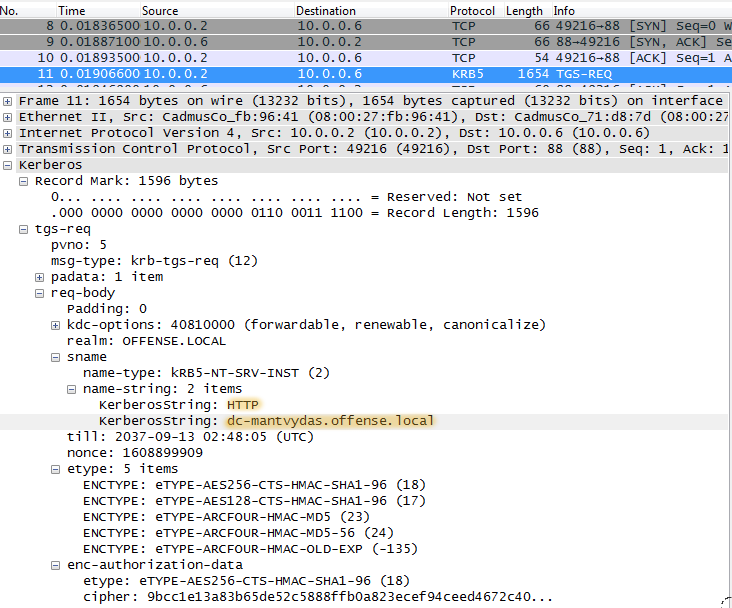 No. Time Source Destination Protocol Length Info
8 0.01836500 10.0.0.2 10.0.0.6 TCP 66 49216→88 [SYN] Seq=0 W
9 0.01887100 10.0.0.6 10.0.0.2 TCP 66 88→49216 [SYN, ACK] Se
10 0.01893500 10.0.0.2 10.0.0.6 TCP 54 49216→88 [ACK] Seq=1 A
11 0.01906600 10.0.0.2 10.0.0.6 KRB5 1654 TGS-REQ
Frame 11: 1654 bytes on wire (13232 bits), 1654 bytes captured (13232 bits) on interface
Ethernet II, Src: CadmusCo_fb:96:41 (08:00:27:fb:96:41), Dst: CadmusCo_71:d8:7d (08:00:27
Internet Protocol Version 4, Src: 10.0.0.2 (10.0.0.2), Dst: 10.0.0.6 (10.0.0.6)
Transmission Control Protocol, Src Port: 49216 (49216), Dst Port: 88 (88), Seq: 1, Ack: 1
Kerberos
Record Mark: 1596 bytes
0... .... .... .... .... .... .... .... = Reserved: Not set
.000 0000 0000 0000 0000 0110 0011 1100 = Record Length: 1596
tgs-req
pvno: 5
msg-type: krb-tgs-req (12)
padata: 1 item
req-body
Padding: 0
kdc-options: 40810000 (forwardable, renewable, canonicalize)
realm: OFFENSE.LOCAL
sname
name-type: kRB5-NT-SRV-INST (2)
name-string: 2 items
KerberosString: HTTP
KerberosString: dc-mantvydas.offense.local
till: 2037-09-13 02:48:05 (UTC)
nonce: 1608899909
etype: 5 items
ENCTYPE: eTYPE-AES256-CTS-HMAC-SHA1-96 (18)
ENCTYPE: eTYPE-AES128-CTS-HMAC-SHA1-96 (17)
ENCTYPE: eTYPE-ARCFOUR-HMAC-MD5 (23)
ENCTYPE: eTYPE-ARCFOUR-HMAC-MD5-56 (24)
ENCTYPE: eTYPE-ARCFOUR-HMAC-OLD-EXP (-135)
enc-authorization-data
etype: eTYPE-AES256-CTS-HMAC-SHA1-96 (18)
cipher: 9bcc1e13a83b65de52c5888ffb0a823ecef94ceed4672c40...